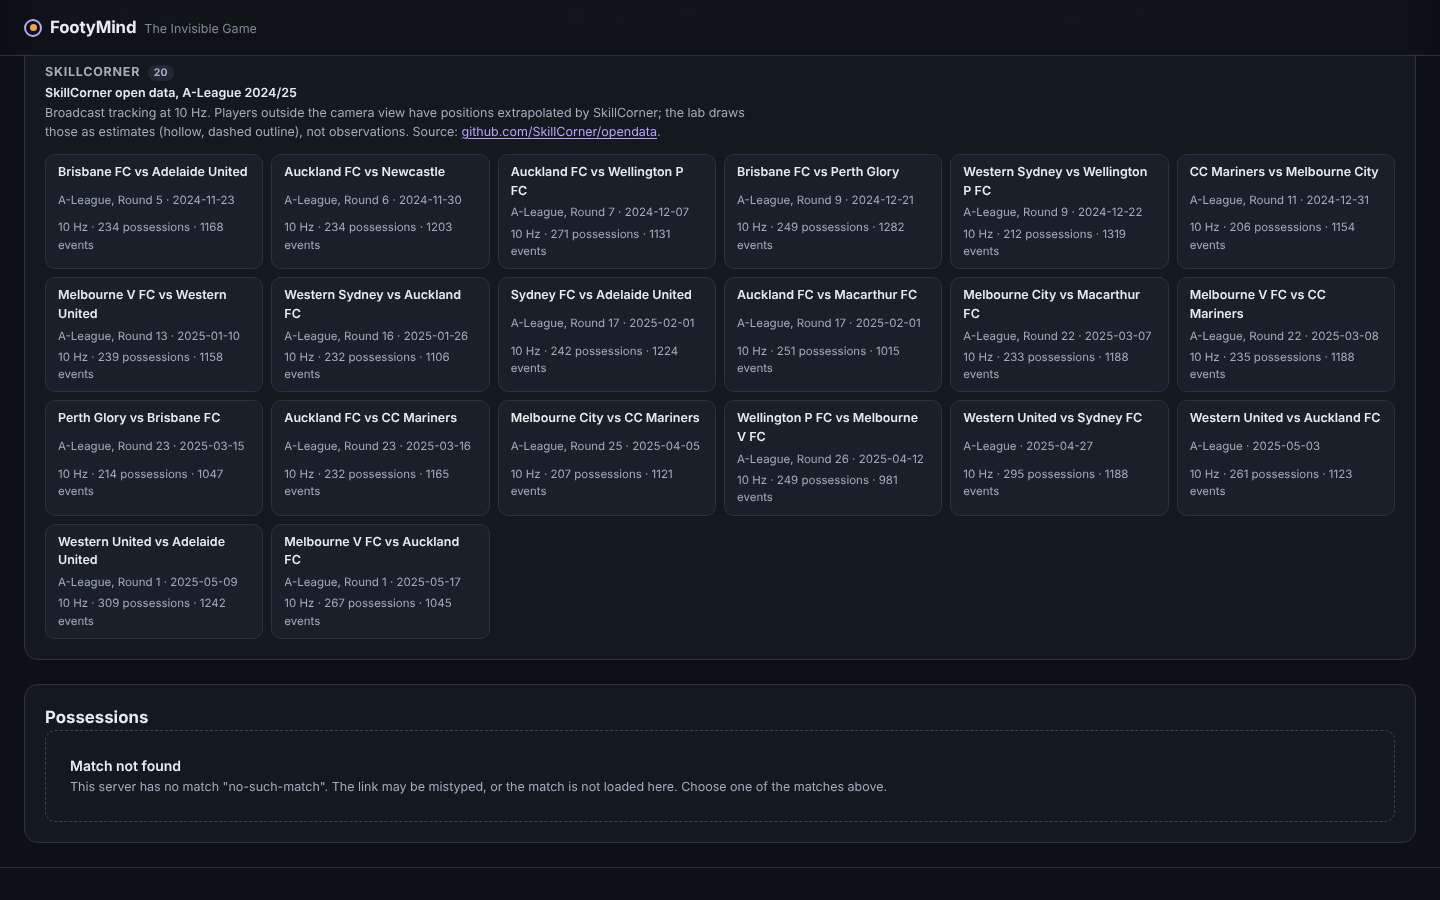 FootyMind The Invisible Game
SKILLCORNER 20
SkillCorner open data, A-League 2024/25
Broadcast tracking at 10 Hz. Players outside the camera view have positions extrapolated by SkillCorner; the lab draws
those as estimates (hollow, dashed outline), not observations. Source: github.com/SkillCorner/opendata.
Brisbane FC vs Adelaide United
A-League, Round 5 · 2024-11-23
10 Hz · 234 possessions · 1168
events
Auckland FC vs Newcastle
A-League, Round 6 · 2024-11-30
10 Hz · 234 possessions · 1203
events
Auckland FC vs Wellington P
FC
A-League, Round 7 · 2024-12-07
10 Hz · 271 possessions · 1131
events
Brisbane FC vs Perth Glory
A-League, Round 9 · 2024-12-21
10 Hz · 249 possessions · 1282
events
Western Sydney vs Wellington
P FC
A-League, Round 9 · 2024-12-22
10 Hz · 212 possessions · 1319
events
CC Mariners vs Melbourne City
A-League, Round 11 · 2024-12-31
10 Hz · 206 possessions · 1154
events
Melbourne V FC vs Western
United
A-League, Round 13 · 2025-01-10
10 Hz · 239 possessions · 1158
events
Western Sydney vs Auckland
FC
A-League, Round 16 · 2025-01-26
10 Hz · 232 possessions · 1106
events
Sydney FC vs Adelaide United
A-League, Round 17 · 2025-02-01
10 Hz · 242 possessions · 1224
events
Auckland FC vs Macarthur FC
A-League, Round 17 · 2025-02-01
10 Hz · 251 possessions · 1015
events
Melbourne City vs Macarthur
FC
A-League, Round 22 · 2025-03-07
10 Hz · 233 possessions · 1188
events
Melbourne V FC vs CC
Mariners
A-League, Round 22 · 2025-03-08
10 Hz · 235 possessions · 1188
events
Perth Glory vs Brisbane FC
A-League, Round 23 · 2025-03-15
10 Hz · 214 possessions · 1047
events
Auckland FC vs CC Mariners
A-League, Round 23 · 2025-03-16
10 Hz · 232 possessions · 1165
events
Melbourne City vs CC Mariners
A-League, Round 25 · 2025-04-05
10 Hz · 207 possessions · 1121
events
Wellington P FC vs Melbourne
V FC
A-League, Round 26 · 2025-04-12
10 Hz · 249 possessions · 981
events
Western United vs Sydney FC
A-League · 2025-04-27
10 Hz · 295 possessions · 1188
events
Western United vs Auckland FC
A-League · 2025-05-03
10 Hz · 261 possessions · 1123
events
Western United vs Adelaide
United
A-League, Round 1 · 2025-05-09
10 Hz · 309 possessions · 1242
events
Melbourne V FC vs Auckland
FC
A-League, Round 1 · 2025-05-17
10 Hz · 267 possessions · 1045
events
Possessions
Match not found
This server has no match "no-such-match". The link may be mistyped, or the match is not loaded here. Choose one of the matches above.